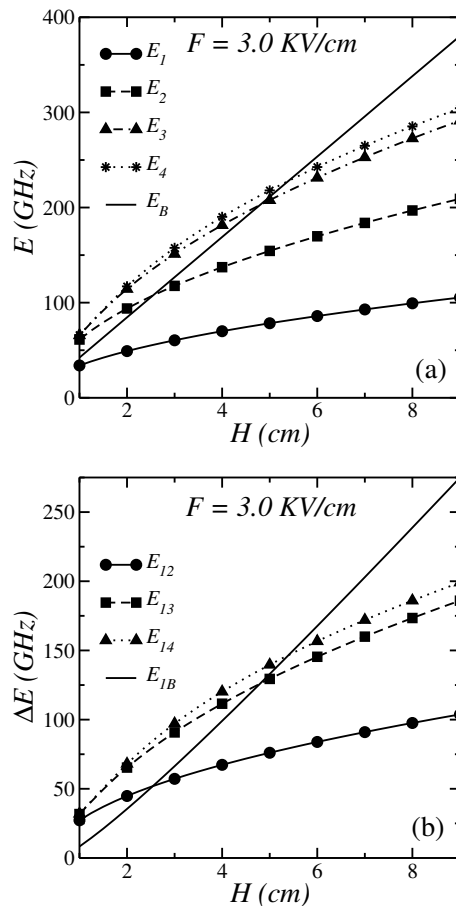 400
F = 3.0 KV/cm
E1
E2
300
E3
E4
EB
200
E (GHz)
100
(a)
0
2 4 6 8
H (cm)
250
F = 3.0 KV/cm
E12
200
E13
E14
150
E1B
ΔE (GHz)
100
50
(b)
0
2 4 6 8
H (cm)